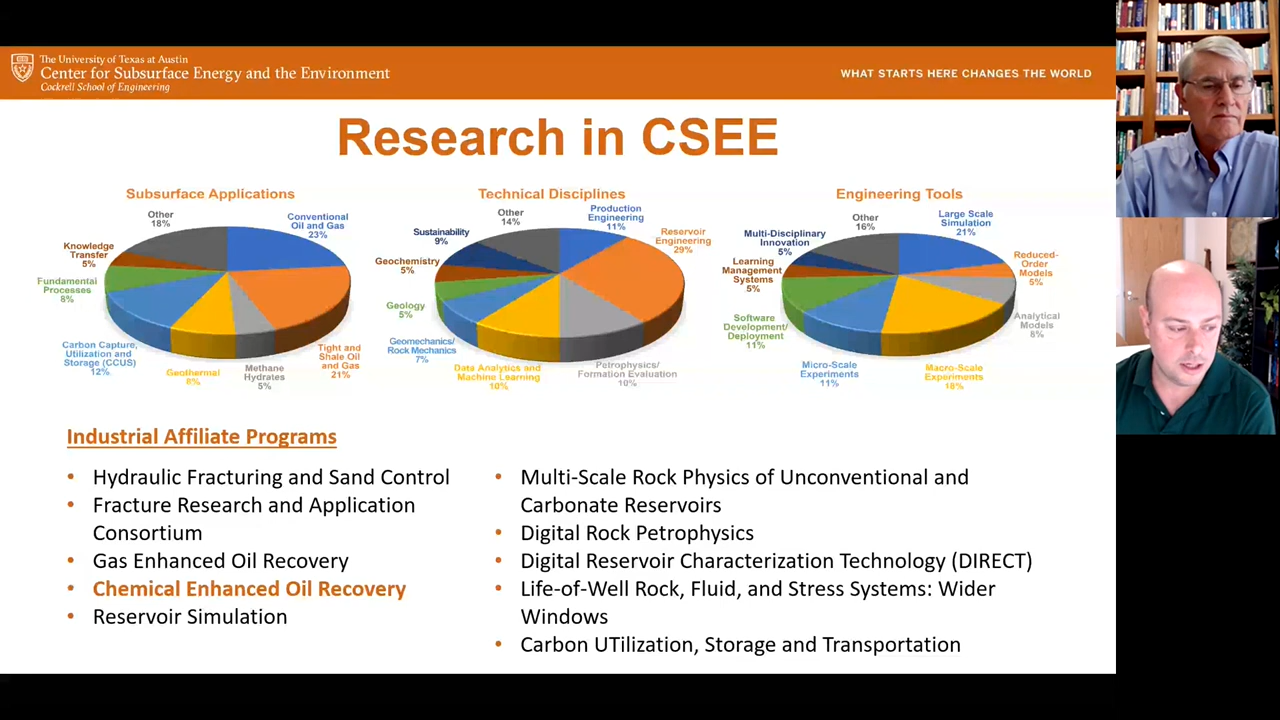 The University of Texas at Austin
Center for Subsurface Energy and the Environment
Cockrell School of Engineering
WHAT STARTS HERE CHANGES THE WORLD
Research in CSEE
Subsurface Applications
Other
18%
Conventional
Oil and Gas
23%
Knowledge
Transfer
5%
Fundamental
Processes
8%
Carbon Capture,
Utilization and
Storage (CCUS)
12%
Geothermal
8%
Methane
Hydrates
5%
Tight and
Shale Oil
and Gas
21%
Technical Disciplines
Other
14%
Production
Engineering
11%
Sustainability
9%
Reservoir
Engineering
29%
Geochemistry
5%
Geology
5%
Geomechanics/
Rock Mechanics
7%
Data Analytics and
Machine Learning
10%
Petrophysics/
Formation Evaluation
10%
Engineering Tools
Other
16%
Large Scale
Simulation
21%
Multi-Disciplinary
Innovation
5%
Learning
Management
Systems
5%
Reduced-
Order
Models
5%
Software
Development/
Deployment
11%
Analytical
Models
8%
Micro-Scale
Experiments
11%
Macro-Scale
Experiments
18%
Industrial Affiliate Programs
• Hydraulic Fracturing and Sand Control
• Fracture Research and Application
Consortium
• Gas Enhanced Oil Recovery
• Chemical Enhanced Oil Recovery
• Reservoir Simulation
• Multi-Scale Rock Physics of Unconventional and
Carbonate Reservoirs
• Digital Rock Petrophysics
• Digital Reservoir Characterization Technology (DIRECT)
• Life-of-Well Rock, Fluid, and Stress Systems: Wider
Windows
• Carbon UTilization, Storage and Transportation